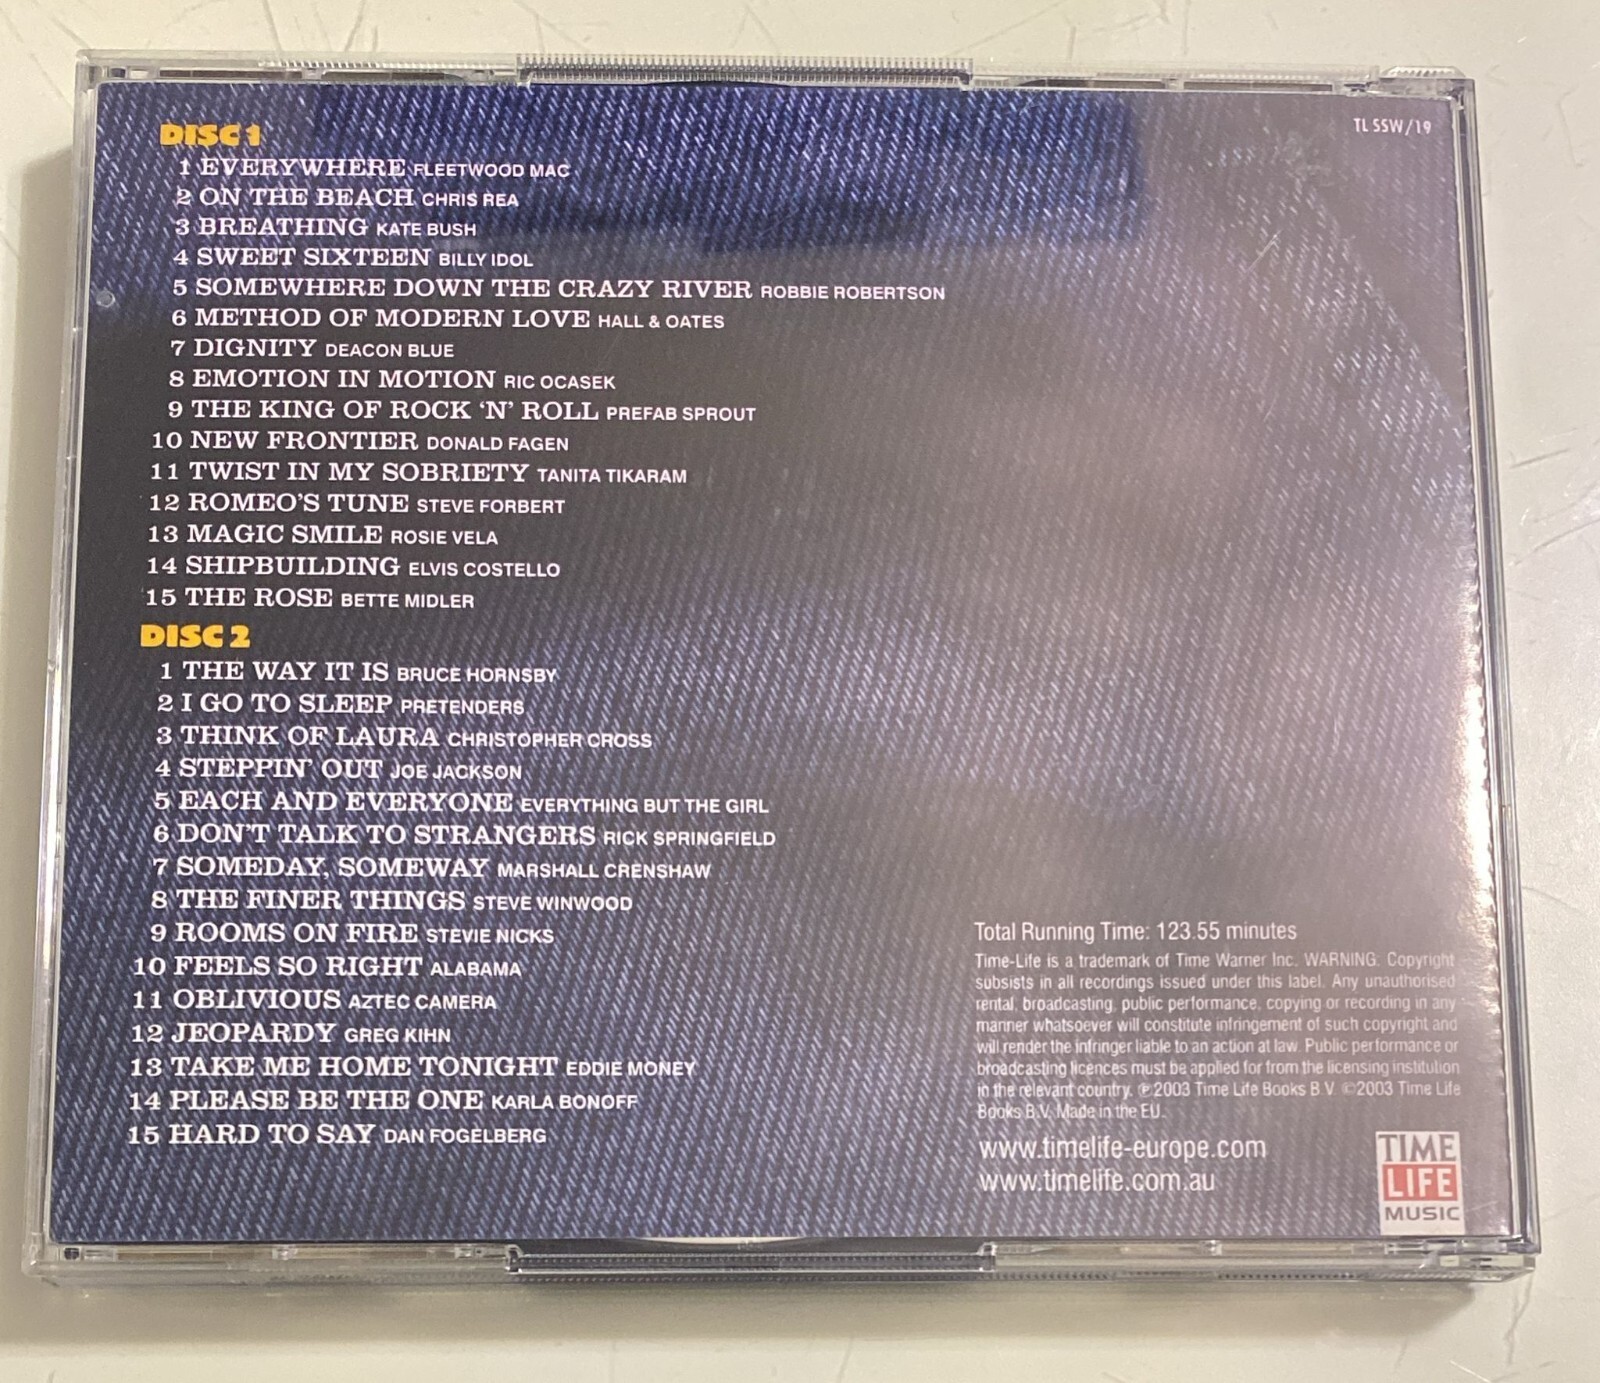 TL SSW/19
DISC 1
1 EVERYWHERE FLEETWOOD MAC
2 ON THE BEACH CHRIS REA
3 BREATHING KATE BUSH
4 SWEET SIXTEEN BILLY IDOL
5 SOMEWHERE DOWN THE CRAZY RIVER ROBBIE ROBERTSON
6 METHOD OF MODERN LOVE HALL & OATES
7 DIGNITY DEACON BLUE
8 EMOTION IN MOTION RIC OCASEK
9 THE KING OF ROCK ‘N’ ROLL PREFAB SPROUT
10 NEW FRONTIER DONALD FAGEN
11 TWIST IN MY SOBRIETY TANITA TIKARAM
12 ROMEO’S TUNE STEVE FORBERT
13 MAGIC SMILE ROSIE VELA
14 SHIPBUILDING ELVIS COSTELLO
15 THE ROSE BETTE MIDLER
DISC 2
1 THE WAY IT IS BRUCE HORNSBY
2 I GO TO SLEEP PRETENDERS
3 THINK OF LAURA CHRISTOPHER CROSS
4 STEPPIN’ OUT JOE JACKSON
5 EACH AND EVERYONE EVERYTHING BUT THE GIRL
6 DON’T TALK TO STRANGERS RICK SPRINGFIELD
7 SOMEDAY, SOMEWAY MARSHALL CRENSHAW
8 THE FINER THINGS STEVE WINWOOD
9 ROOMS ON FIRE STEVIE NICKS
10 FEELS SO RIGHT ALABAMA
11 OBLIVIOUS AZTEC CAMERA
12 JEOPARDY GREG KIHN
13 TAKE ME HOME TONIGHT EDDIE MONEY
14 PLEASE BE THE ONE KARLA BONOFF
15 HARD TO SAY DAN FOGELBERG
Total Running Time: 123.55 minutes
Time-Life is a trademark of Time Warner Inc. WARNING. Copyright
subsists in all recordings issued under this label. Any unauthorised
rental, broadcasting, public performance, copying or recording in any
manner whatsoever will constitute infringement of such copyright and
will render the infringer liable to an action at law. Public performance or
broadcasting licences must be applied for from the licensing institution
in the relevant country. ℗2003 Time Life Books B.V. ©2003 Time Life
Books B.V. Made in the EU.
www.timelife-europe.com
www.timelife.com.au
TIME
LIFE
MUSIC